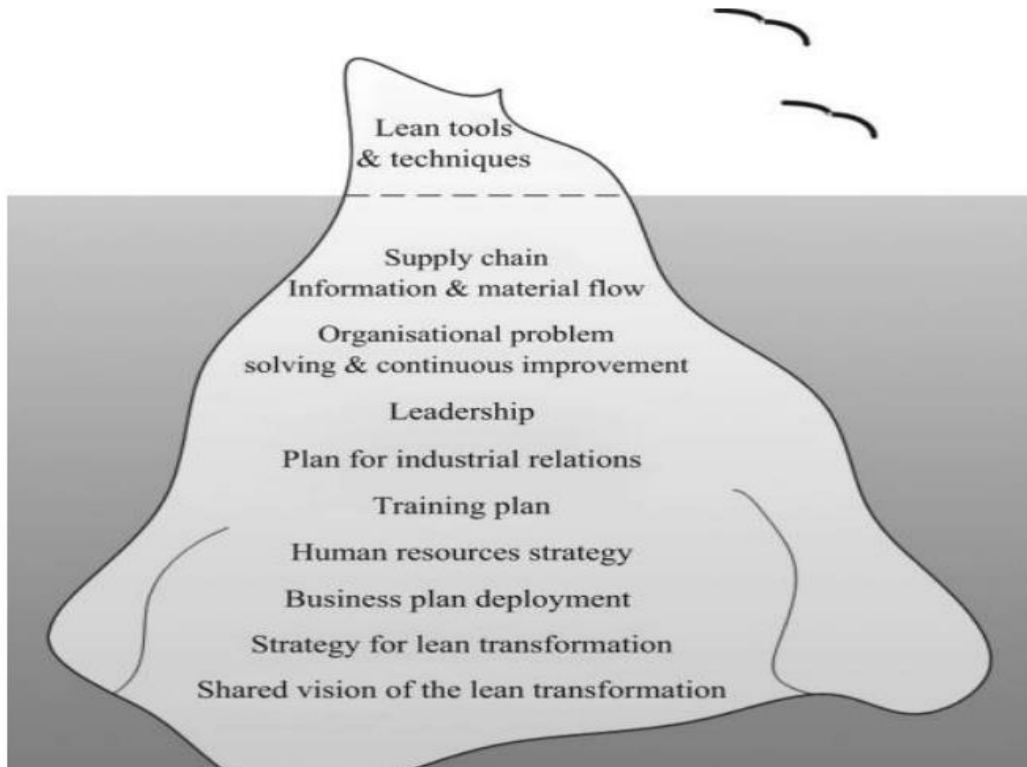 Lean tools
& techniques
Supply chain
Information & material flow
Organisational problem
solving & continuous improvement
Leadership
Plan for industrial relations
Training plan
Human resources strategy
Business plan deployment
Strategy for lean transformation
Shared vision of the lean transformation